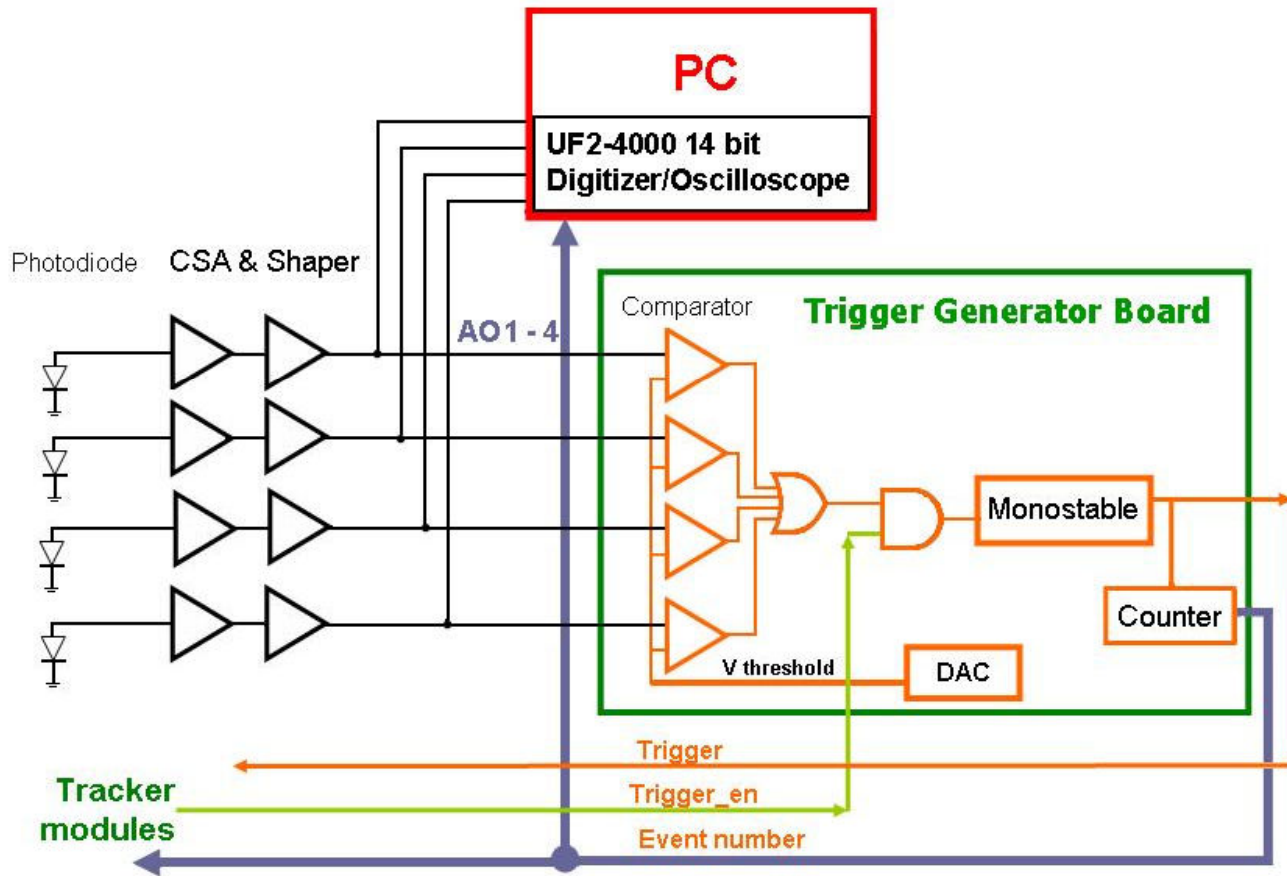 PC
UF2-4000 14 bit
Digitizer/Oscilloscope
Photodiode
CSA & Shaper
AO1 - 4
Comparator
Trigger Generator Board
Monostable
Counter
V threshold
DAC
Trigger
Tracker
modules
Trigger_en
Event number